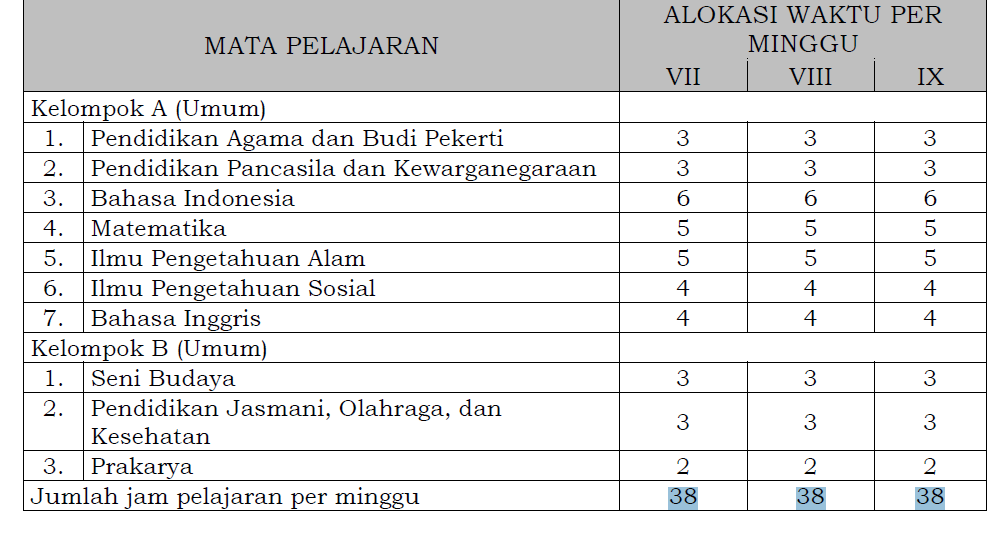 MATA PELAJARAN
ALOKASI WAKTU PER
MINGGU
VII VIII IX
Kelompok A (Umum)
1. Pendidikan Agama dan Budi Pekerti 3 3 3
2. Pendidikan Pancasila dan Kewarganegaraan 3 3 3
3. Bahasa Indonesia 6 6 6
4. Matematika 5 5 5
5. Ilmu Pengetahuan Alam 5 5 5
6. Ilmu Pengetahuan Sosial 4 4 4
7. Bahasa Inggris 4 4 4
Kelompok B (Umum)
1. Seni Budaya 3 3 3
2. Pendidikan Jasmani, Olahraga, dan
Kesehatan 3 3 3
3. Prakarya 2 2 2
Jumlah jam pelajaran per minggu 38 38 38